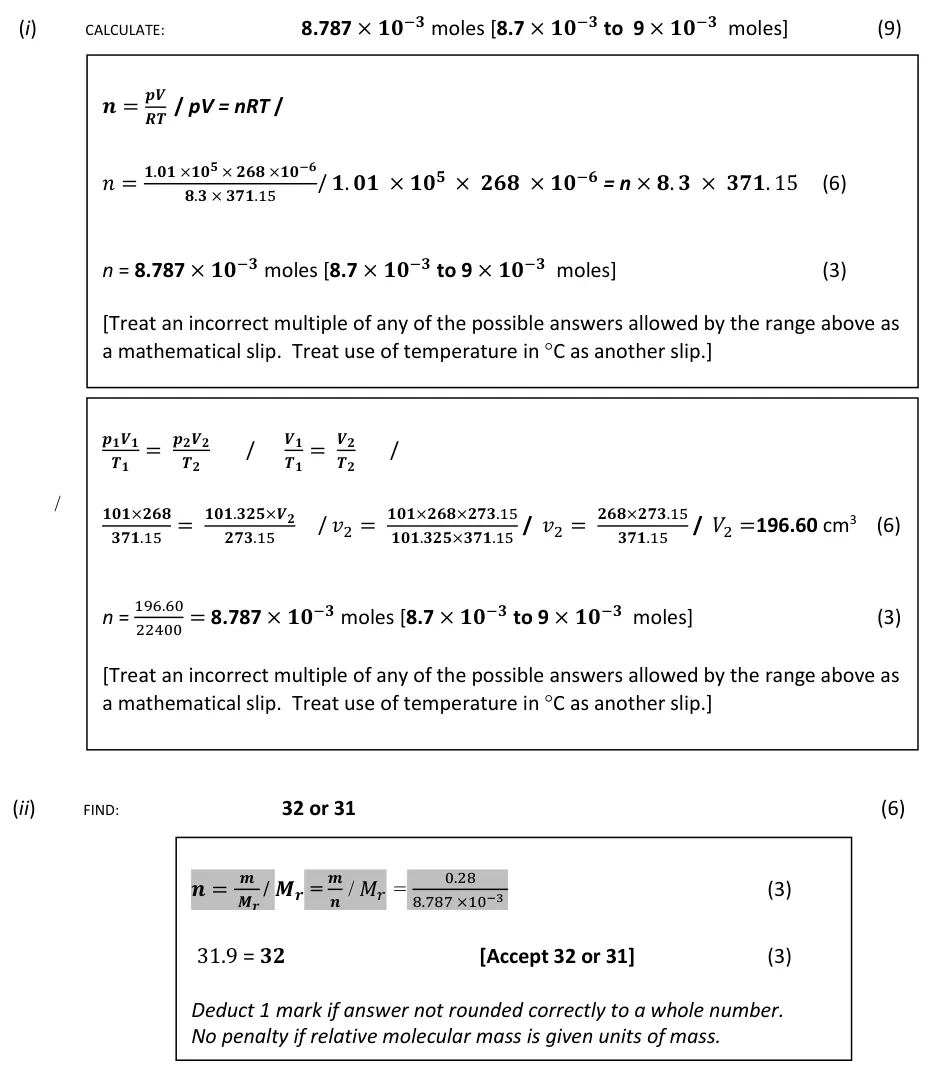 (i) CALCULATE: 8.787 × 10⁻³ moles [8.7 × 10⁻³ to 9 × 10⁻³ moles] (9)
n = pV/RT / pV = nRT /
n = (1.01 ×10⁵ × 268 ×10⁻⁶)/(8.3 × 371.15) / 1.01 × 10⁵ × 268 × 10⁻⁶ = n × 8.3 × 371.15 (6)
n = 8.787 × 10⁻³ moles [8.7 × 10⁻³ to 9 × 10⁻³ moles] (3)
[Treat an incorrect multiple of any of the possible answers allowed by the range above as
a mathematical slip. Treat use of temperature in °C as another slip.]
p₁V₁/T₁ = p₂V₂/T₂ / V₁/T₁ = V₂/T₂ /
/
(101×268)/371.15 = (101.325×V₂)/273.15 / v₂ = (101×268×273.15)/(101.325×371.15) / v₂ = (268×273.15)/371.15 / V₂ =196.60 cm³ (6)
n = 196.60/22400 = 8.787 × 10⁻³ moles [8.7 × 10⁻³ to 9 × 10⁻³ moles] (3)
[Treat an incorrect multiple of any of the possible answers allowed by the range above as
a mathematical slip. Treat use of temperature in °C as another slip.]
(ii) FIND: 32 or 31 (6)
n = m/Mᵣ / Mᵣ = m/n / Mᵣ = 0.28/(8.787 ×10⁻³) (3)
31.9 = 32 [Accept 32 or 31] (3)
Deduct 1 mark if answer not rounded correctly to a whole number.
No penalty if relative molecular mass is given units of mass.